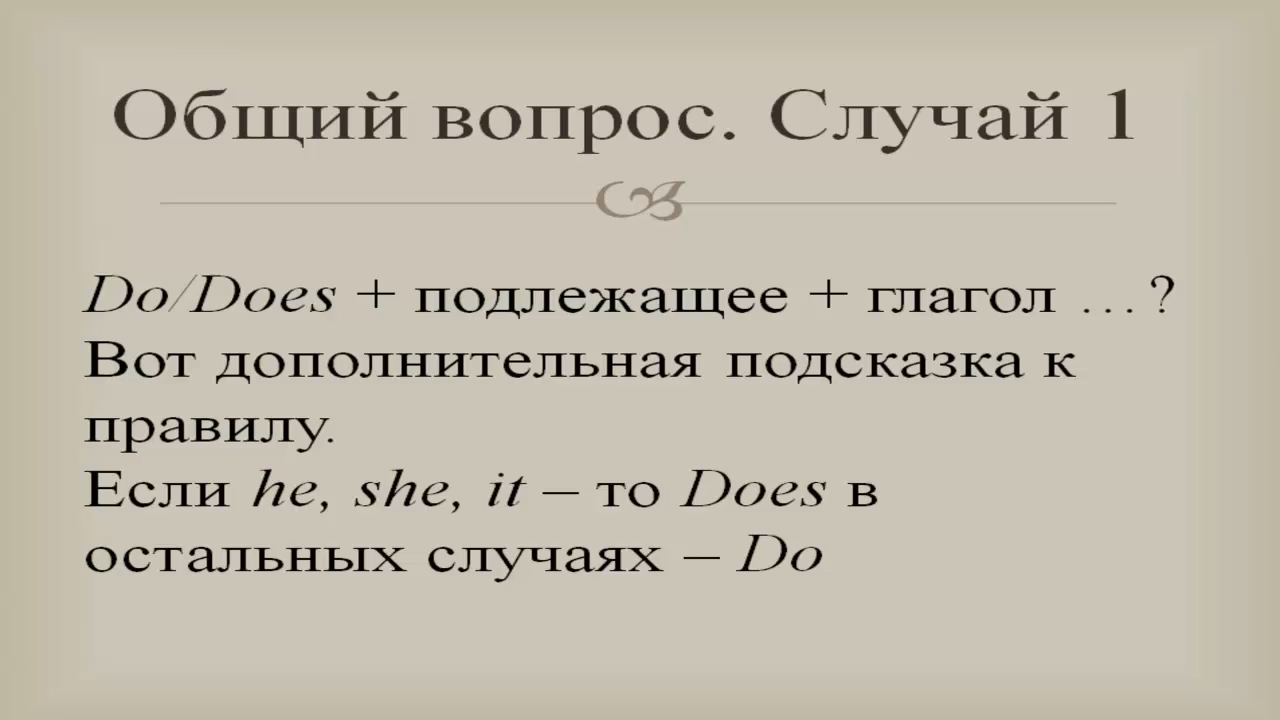 Общий вопрос. Случай 1
Do/Does + подлежащее + глагол …?
Вот дополнительная подсказка к
правилу.
Если he, she, it – то Does в
остальных случаях – Do